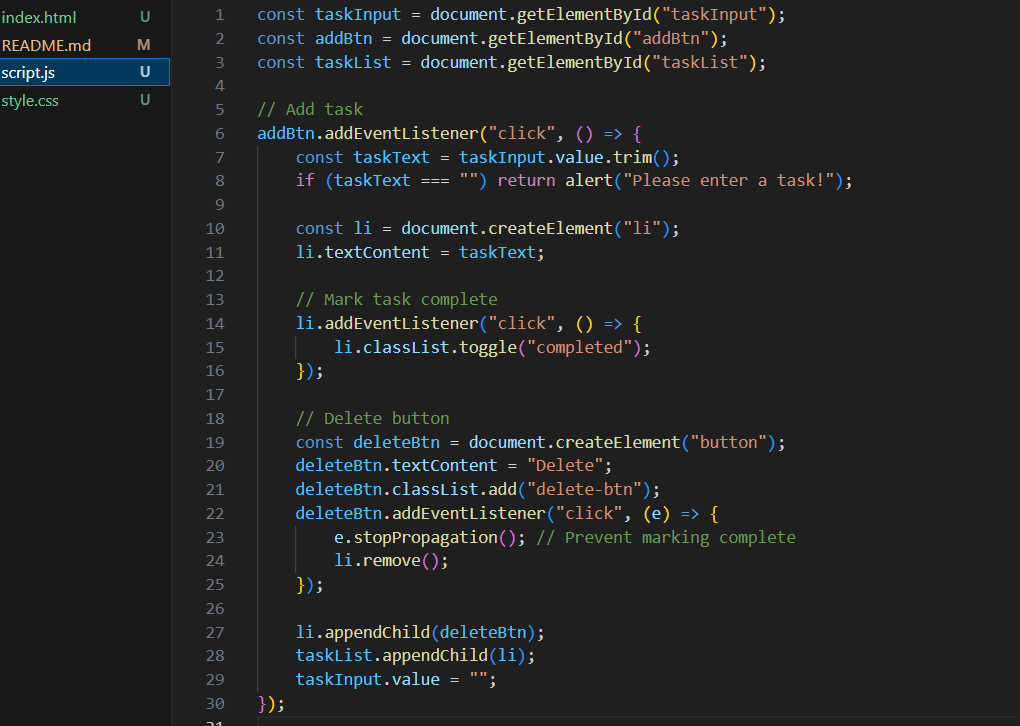 index.html U
README.md M
script.js U
style.css U
1 const taskInput = document.getElementById("taskInput");
2 const addBtn = document.getElementById("addBtn");
3 const taskList = document.getElementById("taskList");
4
5 // Add task
6 addBtn.addEventListener("click", () => {
7     const taskText = taskInput.value.trim();
8     if (taskText === "") return alert("Please enter a task!");
9
10     const li = document.createElement("li");
11     li.textContent = taskText;
12
13     // Mark task complete
14     li.addEventListener("click", () => {
15         li.classList.toggle("completed");
16     });
17
18     // Delete button
19     const deleteBtn = document.createElement("button");
20     deleteBtn.textContent = "Delete";
21     deleteBtn.classList.add("delete-btn");
22     deleteBtn.addEventListener("click", (e) => {
23         e.stopPropagation(); // Prevent marking complete
24         li.remove();
25     });
26
27     li.appendChild(deleteBtn);
28     taskList.appendChild(li);
29     taskInput.value = "";
30 });
31